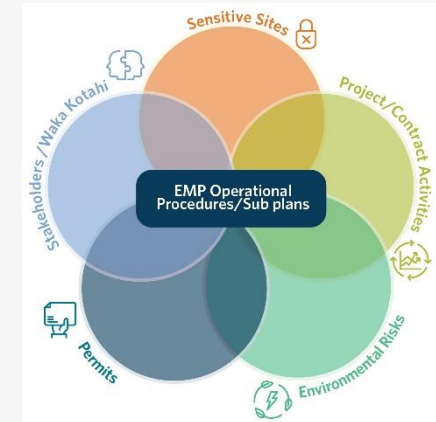 Sensitive Sites
Project/Contract Activities
Stakeholders/Waka Kotahi
EMP Operational
Procedures/Sub plans
Permits
Environmental Risks